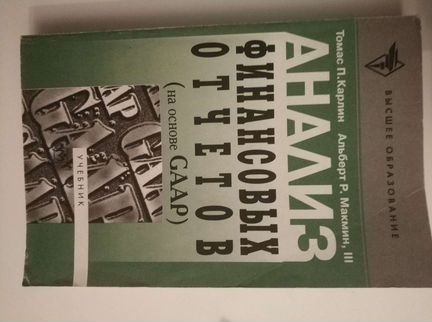 ВЫСШЕЕ ОБРАЗОВАНИЕ
Томас П.Карлин Альберт Р. Макмин, III
АНАЛИЗ
ФИНАНСОВЫХ
ОТЧЕТОВ
(на основе GAAP)
УЧЕБНИК